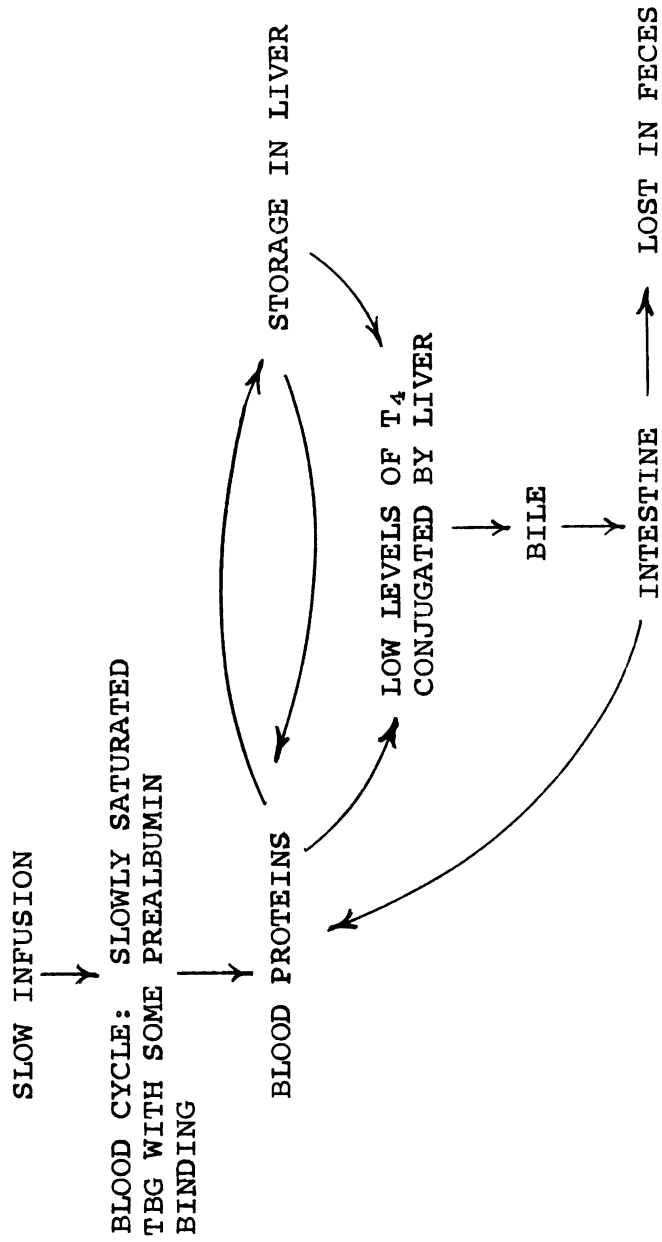 SLOW INFUSION
BLOOD CYCLE: SLOWLY SATURATED
TBG WITH SOME PREALBUMIN
BINDING
BLOOD PROTEINS
STORAGE IN LIVER
LOW LEVELS OF T4
CONJUGATED BY LIVER
BILE
INTESTINE
LOST IN FECES